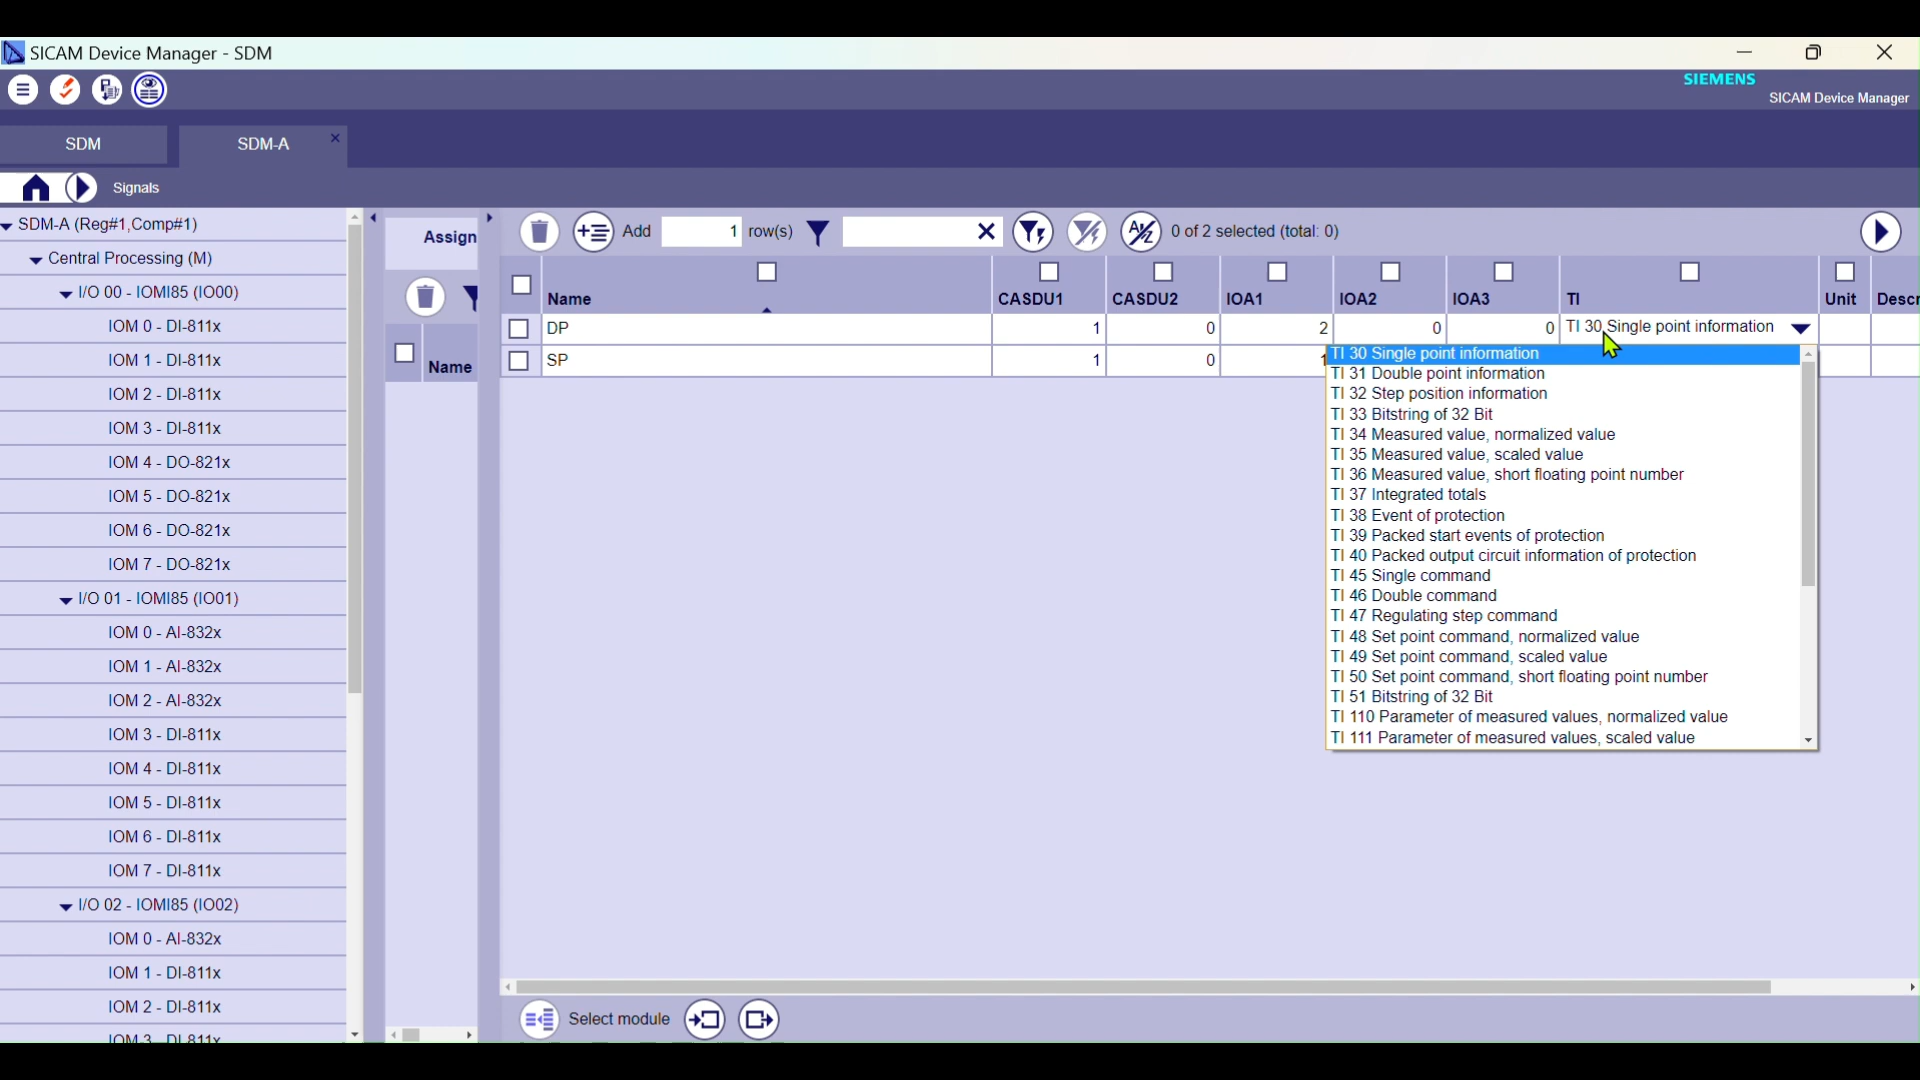 SICAM Device Manager - SDM
SIEMENS
SICAM Device Manager
SDM
SDM-A
Signals
SDM-A (Reg#1,Comp#1)
Central Processing (M)
I/O 00 - IOMI85 (IO00)
IOM 0 - DI-811x
IOM 1 - DI-811x
IOM 2 - DI-811x
IOM 3 - DI-811x
IOM 4 - DO-821x
IOM 5 - DO-821x
IOM 6 - DO-821x
IOM 7 - DO-821x
I/O 01 - IOMI85 (IO01)
IOM 0 - AI-832x
IOM 1 - AI-832x
IOM 2 - AI-832x
IOM 3 - DI-811x
IOM 4 - DI-811x
IOM 5 - DI-811x
IOM 6 - DI-811x
IOM 7 - DI-811x
I/O 02 - IOMI85 (IO02)
IOM 0 - AI-832x
IOM 1 - DI-811x
IOM 2 - DI-811x
IOM 3 - DI-811x
Assign
Name
Add 1 row(s) 0 of 2 selected (total: 0)
Name CASDU1 CASDU2 IOA1 IOA2 IOA3 TI Unit Descr
DP 1 0 2 0 0 TI 30 Single point information
SP 1 0 1
TI 30 Single point information
TI 31 Double point information
TI 32 Step position information
TI 33 Bitstring of 32 Bit
TI 34 Measured value, normalized value
TI 35 Measured value, scaled value
TI 36 Measured value, short floating point number
TI 37 Integrated totals
TI 38 Event of protection
TI 39 Packed start events of protection
TI 40 Packed output circuit information of protection
TI 45 Single command
TI 46 Double command
TI 47 Regulating step command
TI 48 Set point command, normalized value
TI 49 Set point command, scaled value
TI 50 Set point command, short floating point number
TI 51 Bitstring of 32 Bit
TI 110 Parameter of measured values, normalized value
TI 111 Parameter of measured values, scaled value
Select module